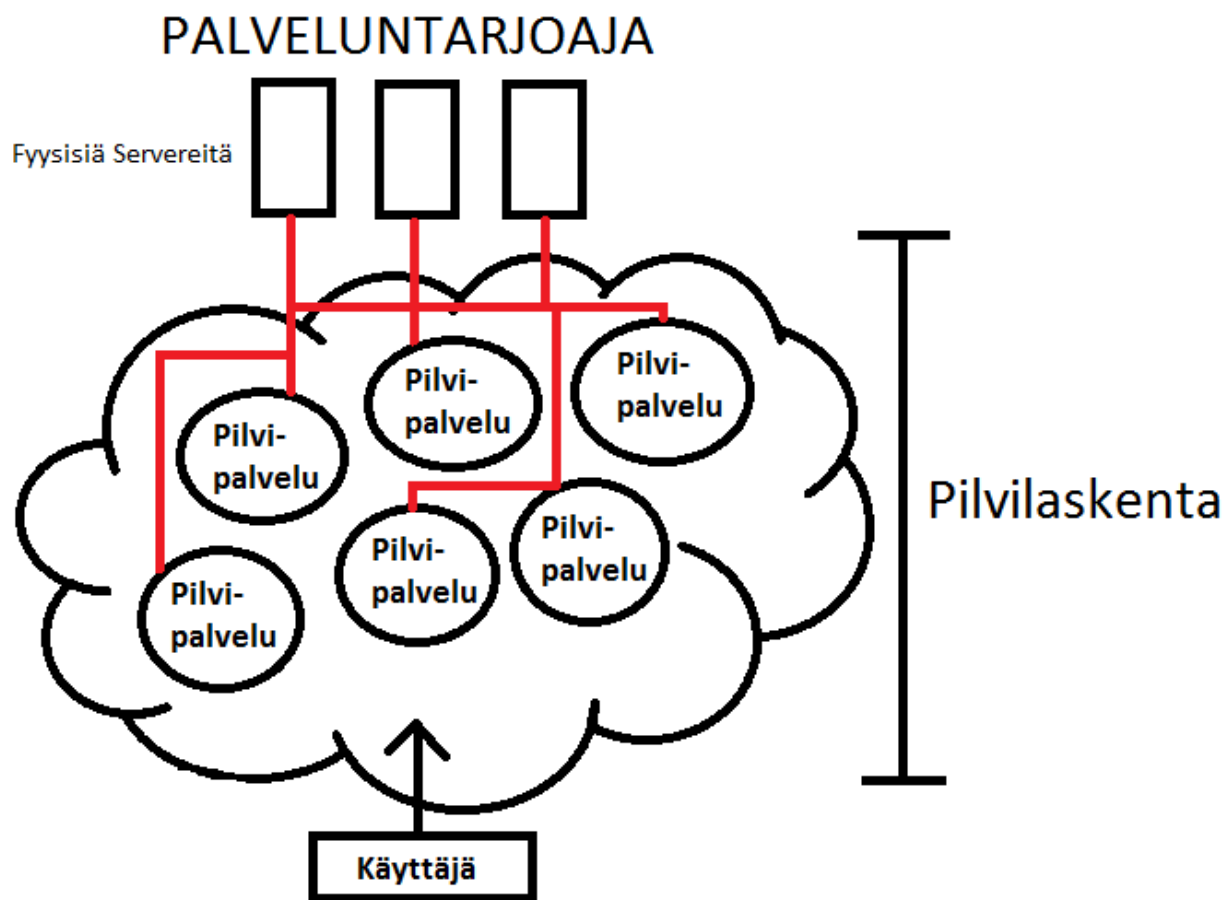 PALVELUNTARJOAJA
Fyysisiä Servereitä
Pilvi-
palvelu
Pilvi-
palvelu
Pilvi-
palvelu
Pilvi-
palvelu
Pilvi-
palvelu
Pilvi-
palvelu
Pilvilaskenta
Käyttäjä